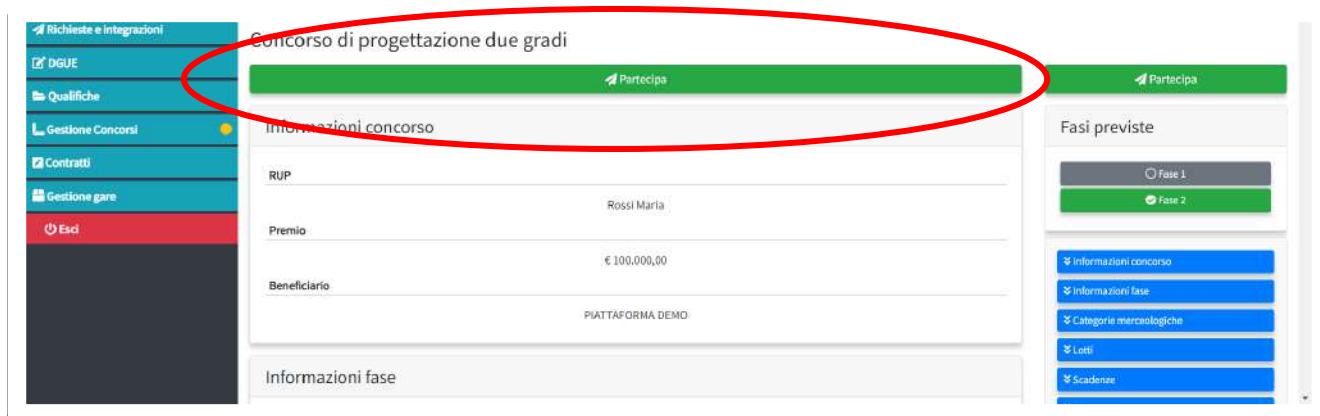 Richieste e integrazioni
DGUE
Qualifiche
Gestione Concorsi
Contratti
Gestione gare
Esci
Concorso di progettazione due gradi
Partecipa
Informazioni concorso
RUP
Rossi Maria
Premio
€ 100.000,00
Beneficiario
PIATTAFORMA DEMO
Informazioni fase
Partecipa
Fasi previste
Fase 1
Fase 2
Informazioni concorso
Informazioni fase
Categorie merceologiche
Lotti
Scadenze